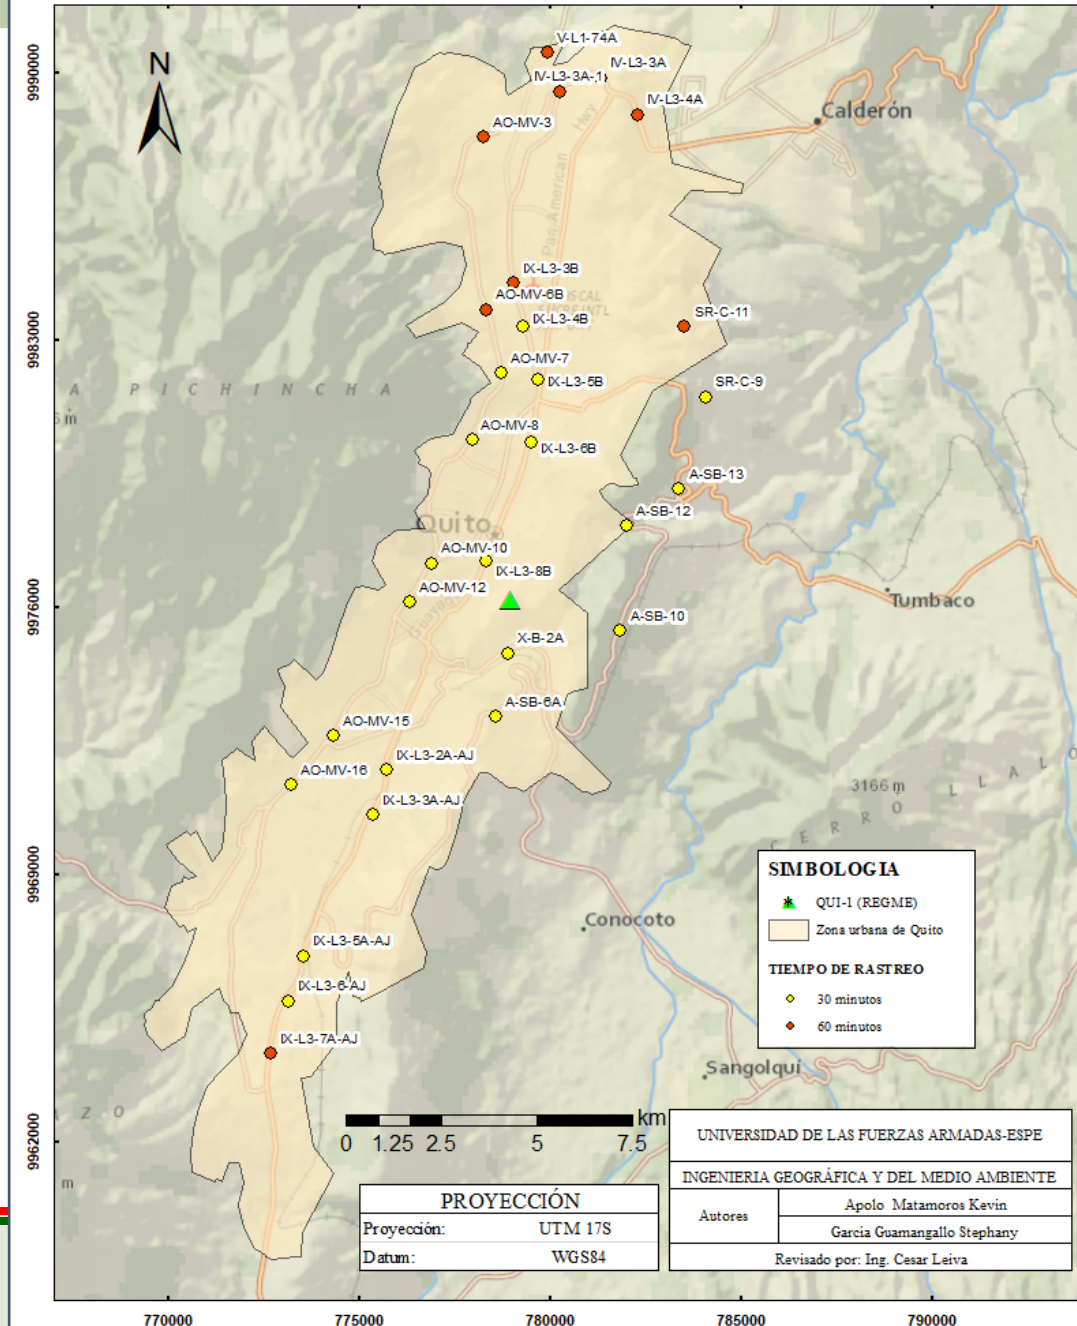 N
9990000
9983000
9976000
9969000
9962000
V-L1-74A
IV-L3-3A
IV-L3-3A-1
IV-L3-4A
AO-MV-3
Calderón
Pan-American Hwy
IX-L3-3B
AO-MV-6B
ISCAL
IX-L3-4B
SR-C-11
AO-MV-7
IX-L3-5B
SR-C-9
A PICHINCHA
m
AO-MV-8
IX-L3-6B
A-SB-13
A-SB-12
Quito
AO-MV-10
IX-L3-8B
AO-MV-12
Tumbaco
A-SB-10
X-B-2A
A-SB-6A
AO-MV-15
IX-L3-2A-AJ
AO-MV-16
3166 m
IX-L3-3A-AJ
CERRO LLALO
SIMBOLOGIA
QUI-1 (REGME)
Zona urbana de Quito
TIEMPO DE RASTREO
30 minutos
60 minutos
Conocoto
IX-L3-5A-AJ
IX-L3-6-AJ
IX-L3-7A-AJ
Sangolquí
AZO
m
km
0 1.25 2.5 5 7.5
PROYECCIÓN
Proyección: UTM 17S
Datum: WGS84
UNIVERSIDAD DE LAS FUERZAS ARMADAS-ESPE
INGENIERIA GEOGRÁFICA Y DEL MEDIO AMBIENTE
Autores
Apolo Matamoros Kevin
Garcia Guamangallo Stephany
Revisado por: Ing. Cesar Leiva
770000 775000 780000 785000 790000